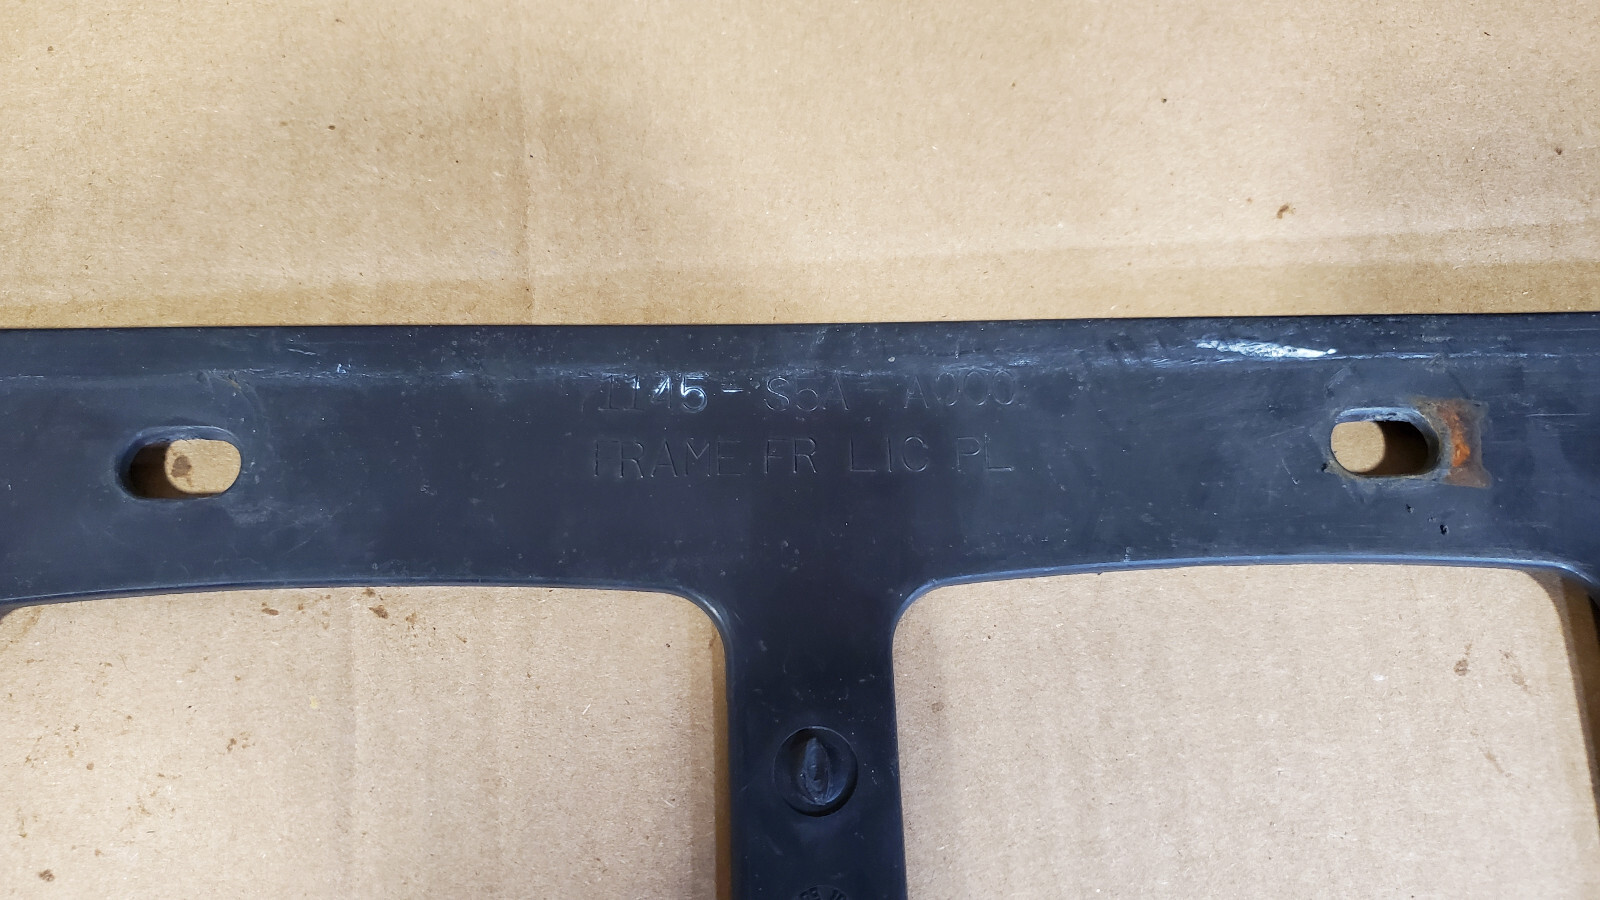 1145-S5A-A000
FRAME FR LIC PL